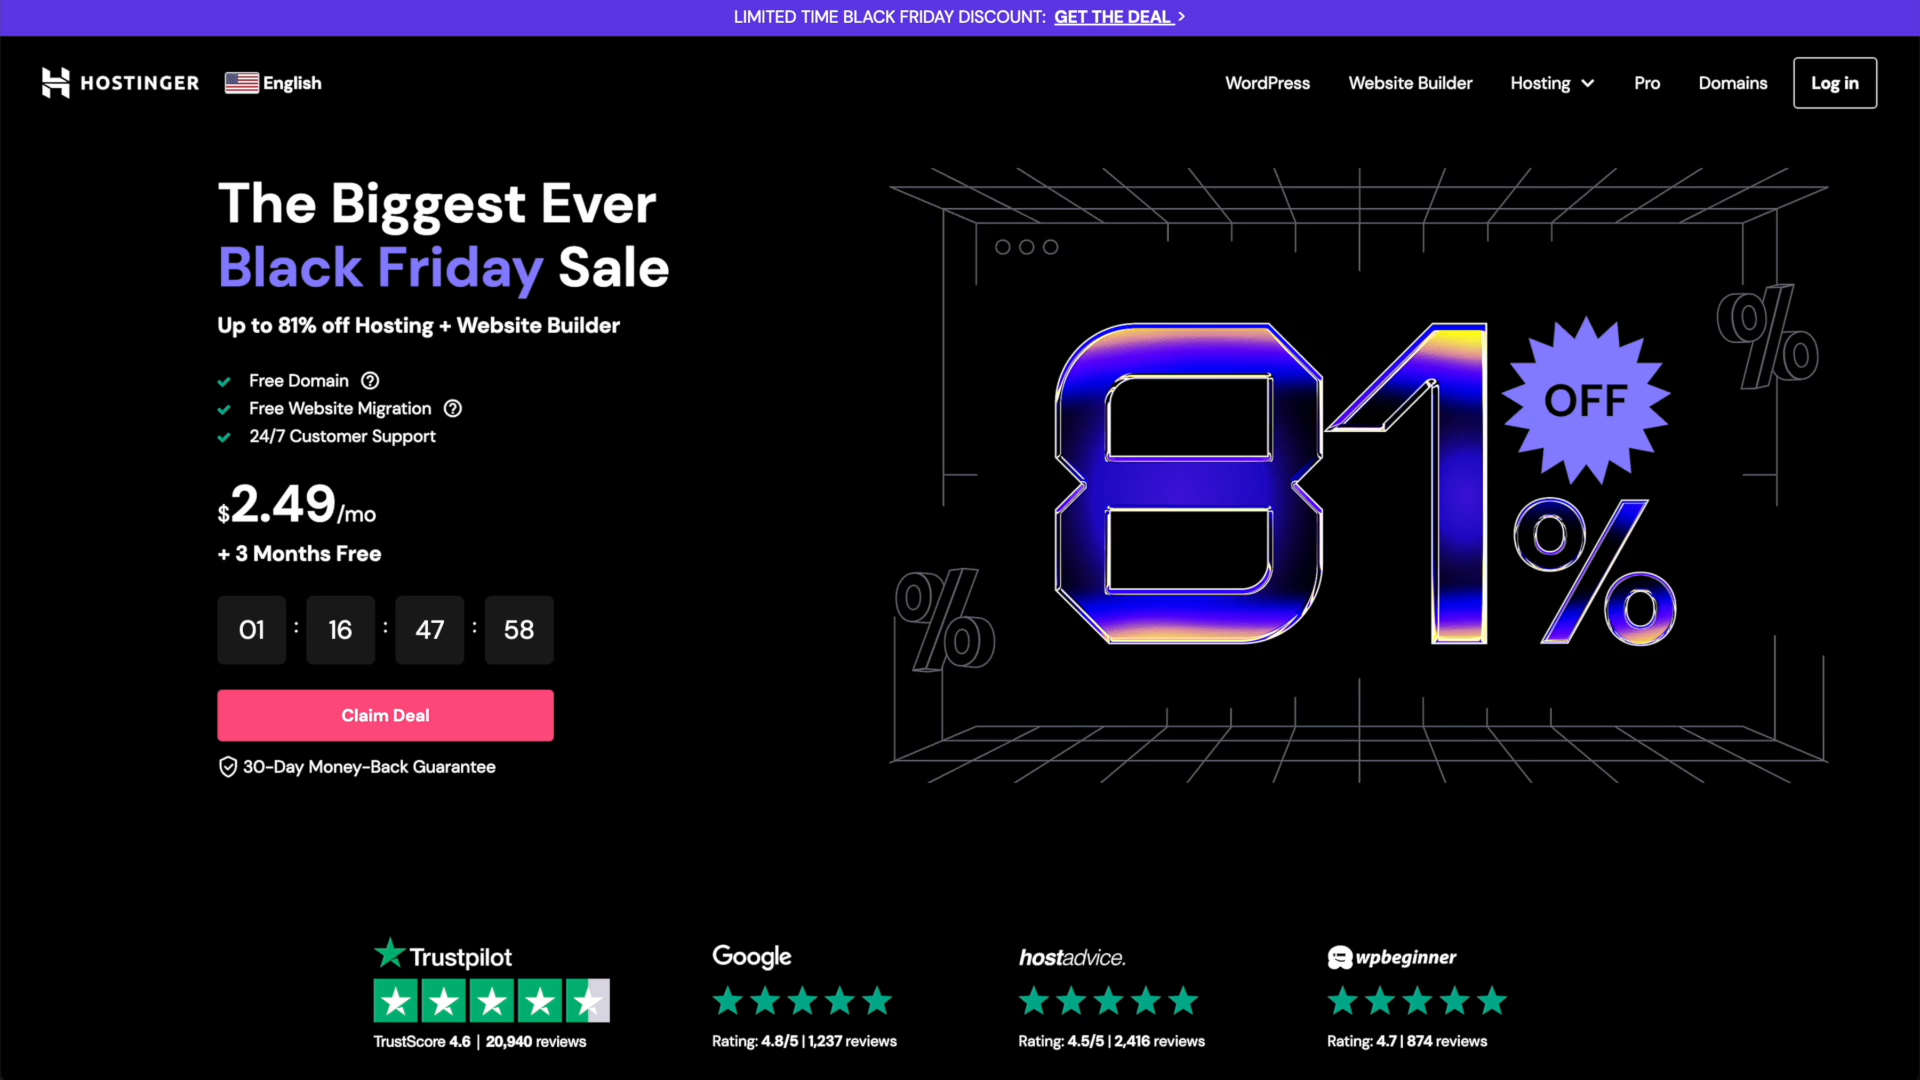 LIMITED TIME BLACK FRIDAY DISCOUNT: GET THE DEAL >
HOSTINGER English WordPress Website Builder Hosting Pro Domains Log in
The Biggest Ever
Black Friday Sale
Up to 81% off Hosting + Website Builder
Free Domain ?
Free Website Migration ?
24/7 Customer Support
$2.49/mo
+ 3 Months Free
01 : 16 : 47 : 58
Claim Deal
30-Day Money-Back Guarantee
%
81%
OFF
%
Trustpilot
TrustScore 4.6 | 20,940 reviews
Google
Rating: 4.8/5 | 1,237 reviews
hostadvice.
Rating: 4.5/5 | 2,416 reviews
wpbeginner
Rating: 4.7 | 874 reviews